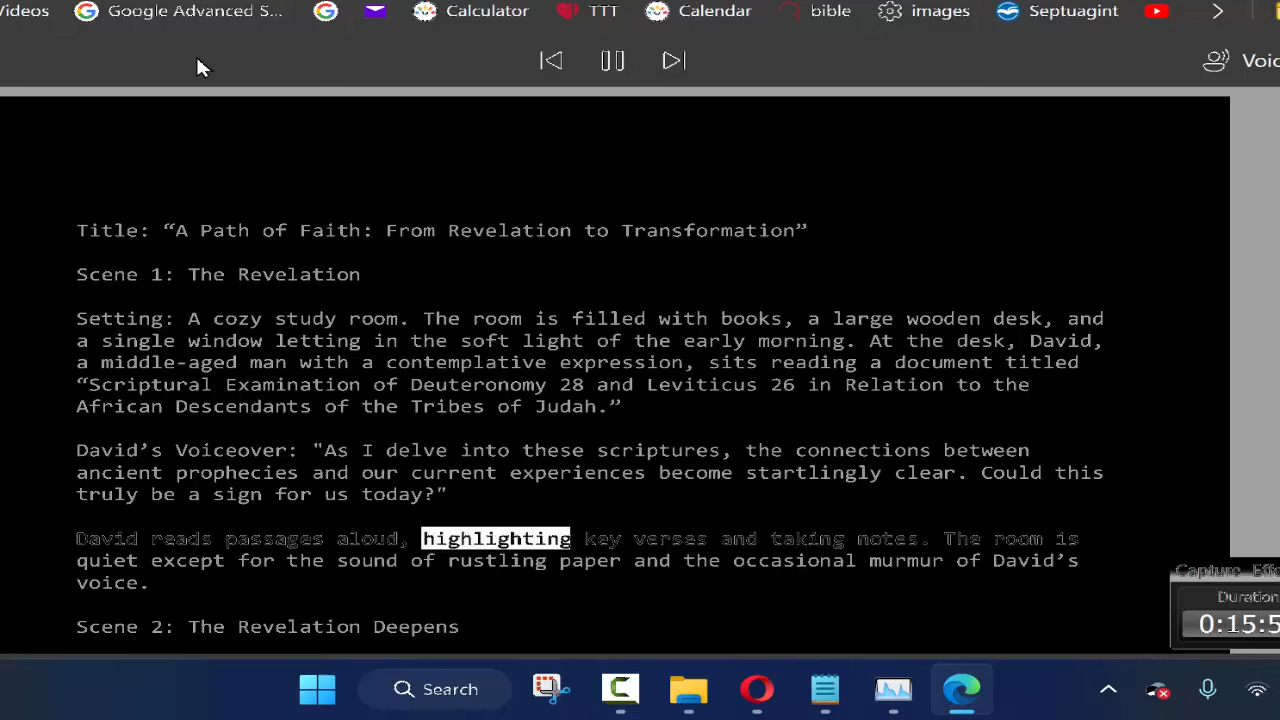 Videos Google Advanced S... Calculator TTT Calendar bible images Septuagint
Voic
Title: “A Path of Faith: From Revelation to Transformation”
Scene 1: The Revelation
Setting: A cozy study room. The room is filled with books, a large wooden desk, and
a single window letting in the soft light of the early morning. At the desk, David,
a middle-aged man with a contemplative expression, sits reading a document titled
“Scriptural Examination of Deuteronomy 28 and Leviticus 26 in Relation to the
African Descendants of the Tribes of Judah.”
David’s Voiceover: "As I delve into these scriptures, the connections between
ancient prophecies and our current experiences become startlingly clear. Could this
truly be a sign for us today?"
David reads passages aloud, highlighting key verses and taking notes. The room is
quiet except for the sound of rustling paper and the occasional murmur of David’s
voice.
Capture Effe
Duration
0:15:5
Scene 2: The Revelation Deepens
Search